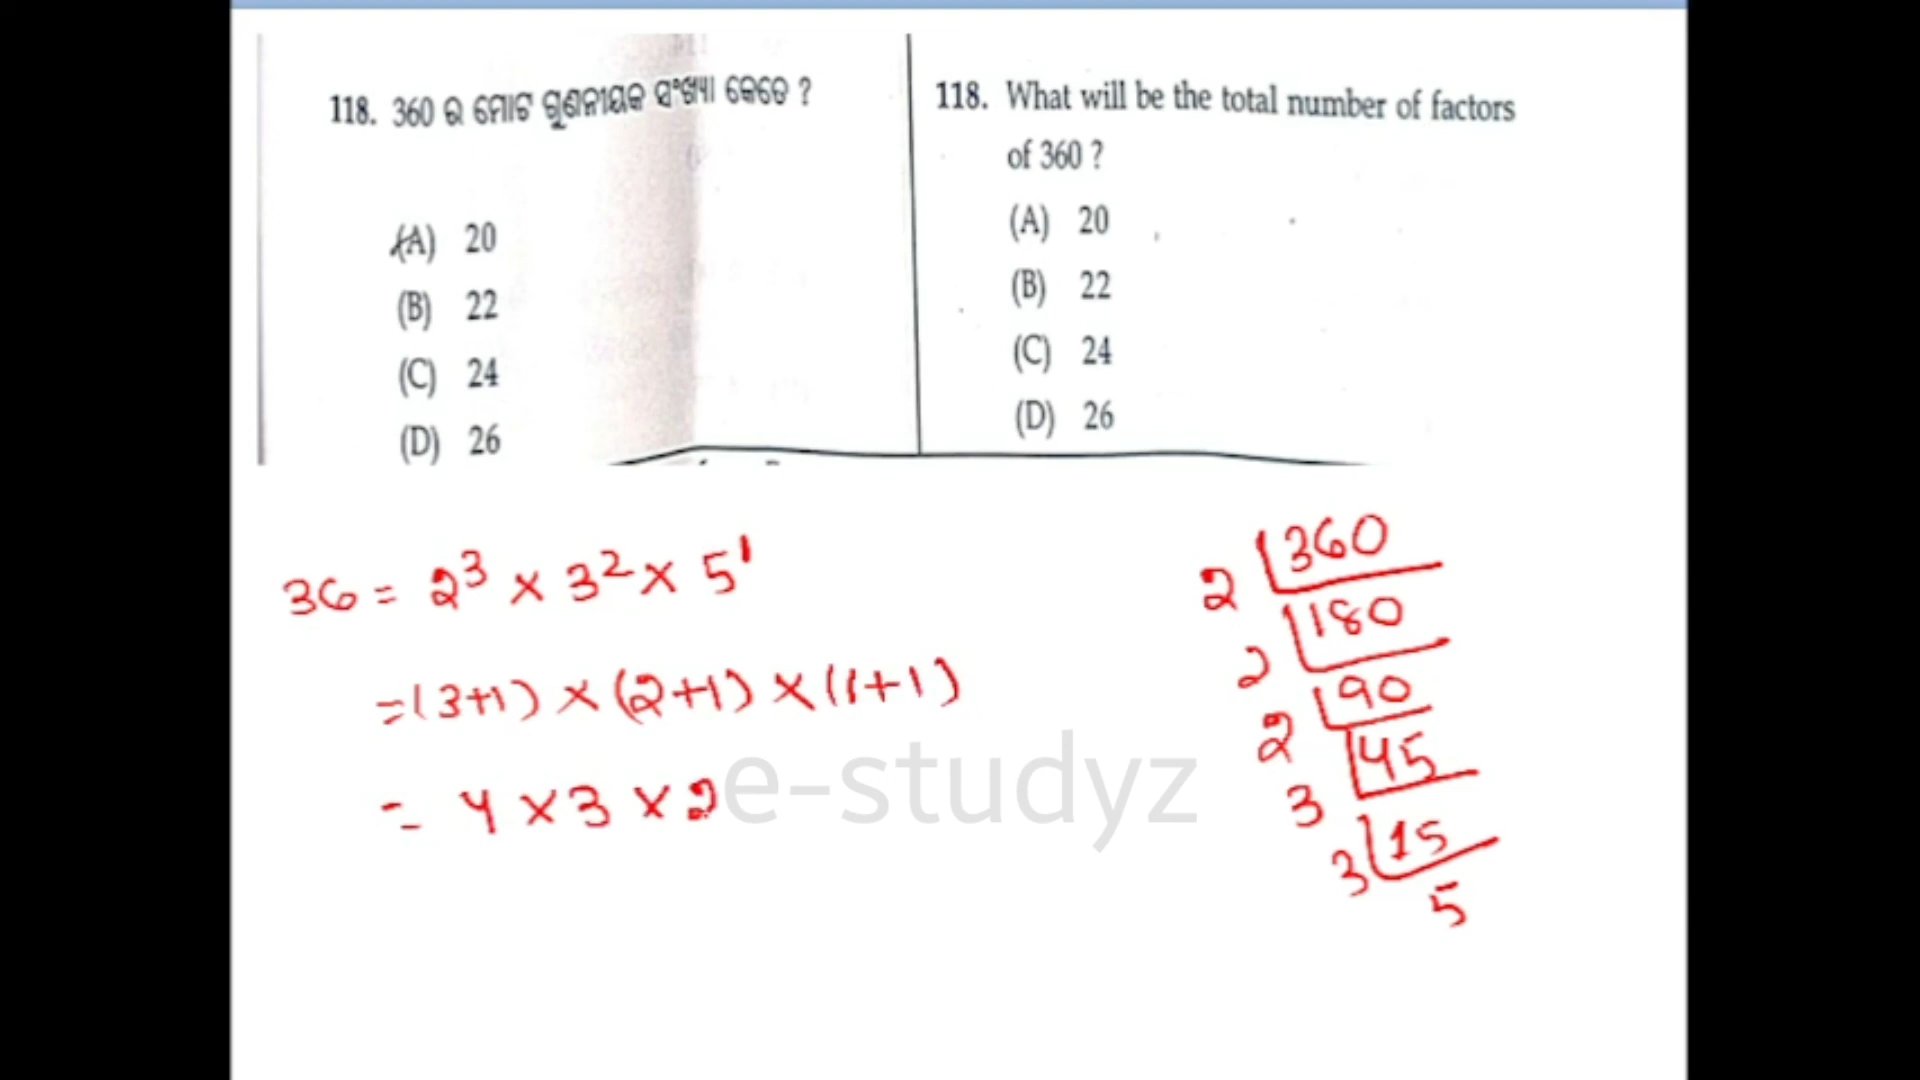 118. 360 ର ମୋଟ ଗୁଣନୀୟକ ସଂଖ୍ୟା କେତେ ?
(A) 20
(B) 22
(C) 24
(D) 26
118. What will be the total number of factors
of 360 ?
(A) 20
(B) 22
(C) 24
(D) 26
36 = 2³ × 3² × 5¹
=(3+1) × (2+1) × (1+1)
= 4 × 3 × 2
e-studyz
2 360
2 180
2 90
3 45
3 15
5